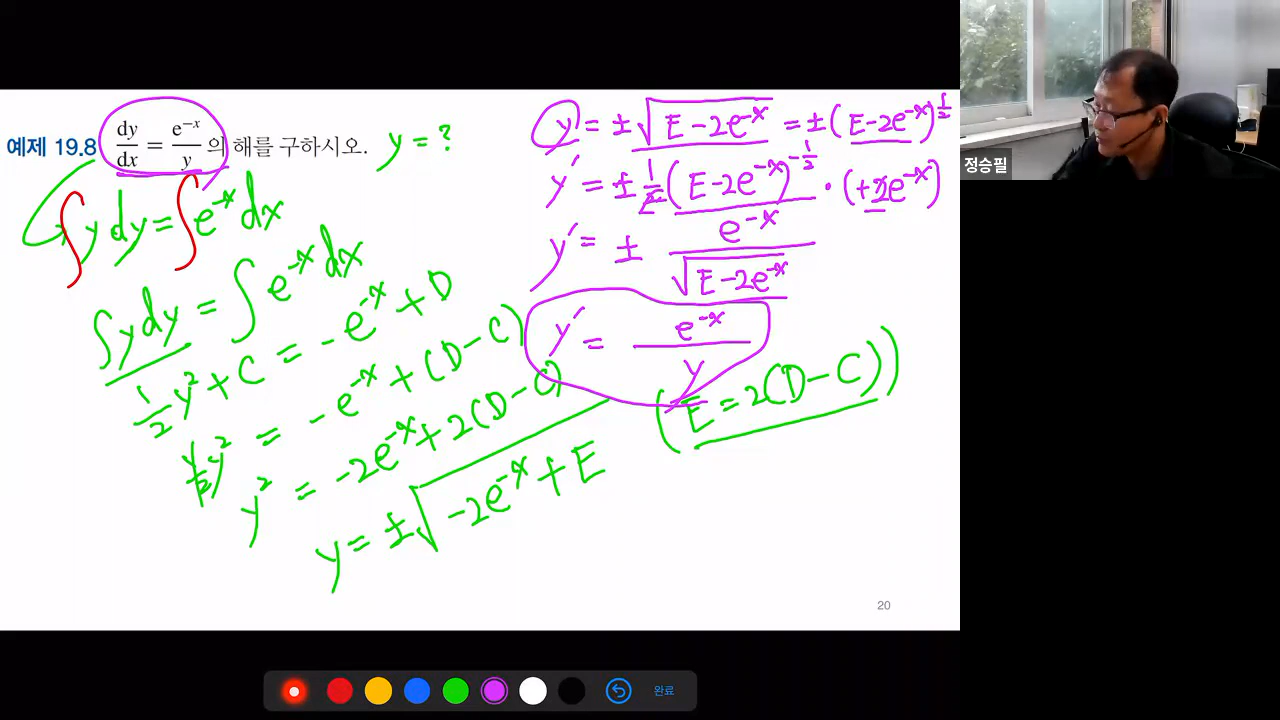 예제 19.8 dy/dx = e^{-x}/y 의 해를 구하시오. y = ?
∫ y dy = ∫ e^{-x} dx
∫ y dy = ∫ e^{-x} dx
1/2 y² + C = -e^{-x} + D
1/2 y² = -e^{-x} + (D-C)
y² = -2e^{-x} + 2(D-C)
y = ±√(-2e^{-x} + E)
y = ±√(E-2e^{-x}) = ±(E-2e^{-x})^{1/2}
y' = ± 1/2 (E-2e^{-x})^{-1/2} · (+2e^{-x})
y' = ± e^{-x}/√(E-2e^{-x})
y' = e^{-x}/y
(E = 2(D-C))
20
정승필
완료